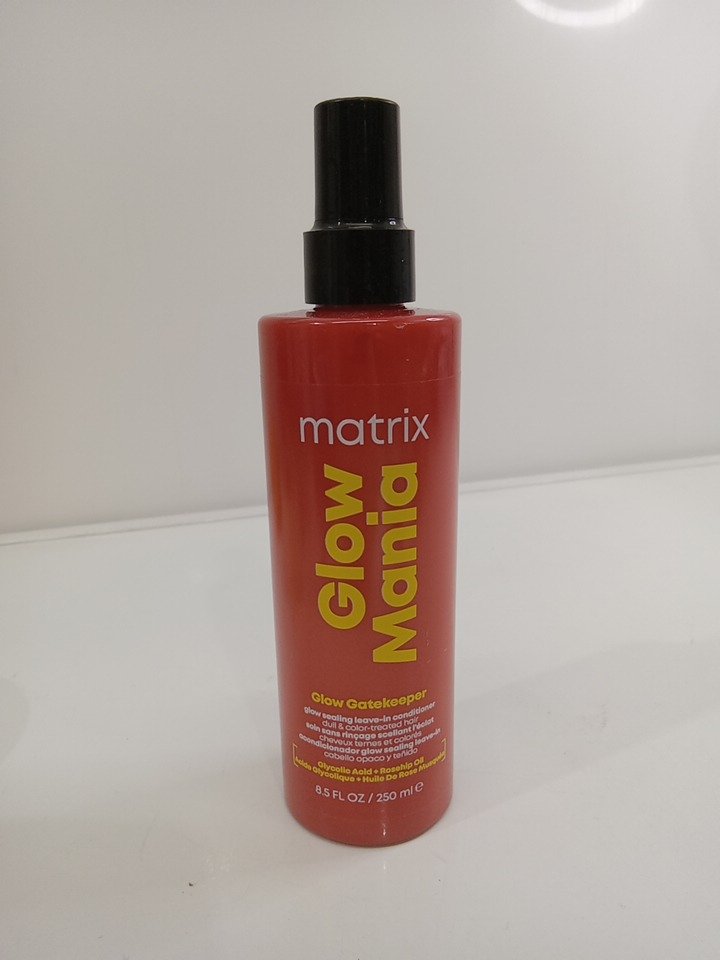 matrix
Glow
Mania
Glow Gatekeeper
glow sealing leave-in conditioner
dull & color-treated hair
soin sans rinçage scellant l'éclat
cheveux ternes et colorés
acondicionador glow sealing leave-in
cabello opaco y teñido
Glycolic Acid + Rosehip Oil
Acide Glycolique + Huile De Rose Musquée
8.5 FL OZ / 250 ml ℮